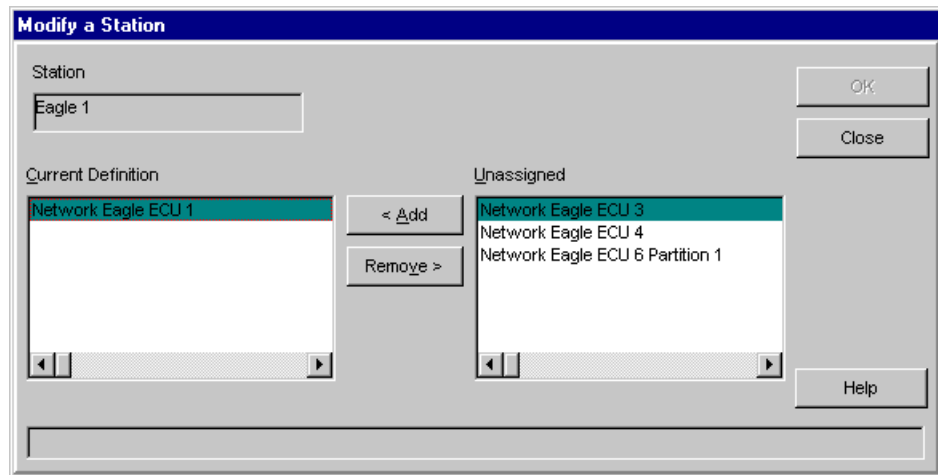 Modify a Station
Station
Eagle 1
OK
Close
Current Definition
Network Eagle ECU 1
< Add
Remove >
Unassigned
Network Eagle ECU 3
Network Eagle ECU 4
Network Eagle ECU 6 Partition 1
Help